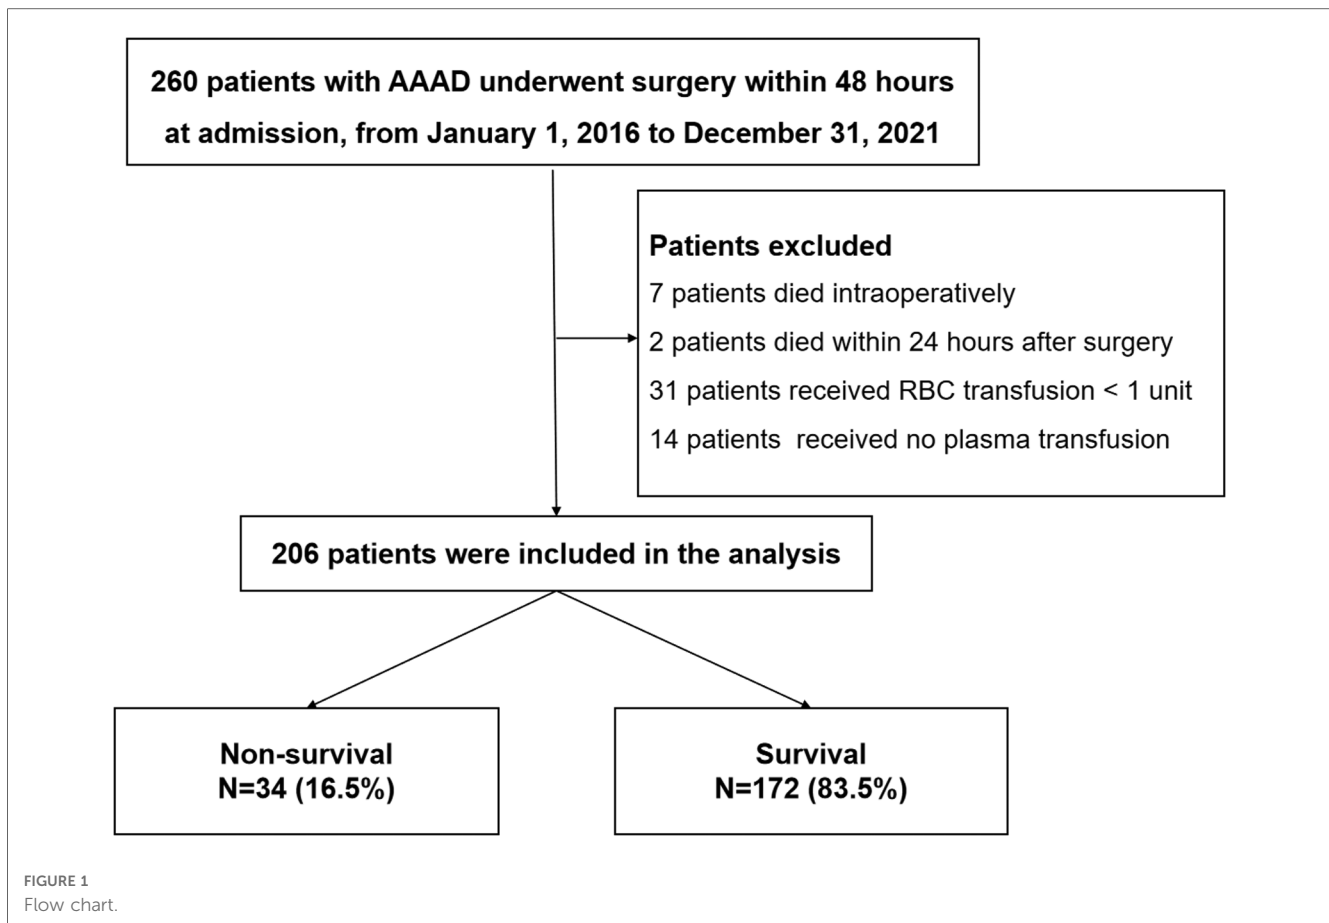 260 patients with AAAD underwent surgery within 48 hours
at admission, from January 1, 2016 to December 31, 2021
Patients excluded
7 patients died intraoperatively
2 patients died within 24 hours after surgery
31 patients received RBC transfusion < 1 unit
14 patients  received no plasma transfusion
206 patients were included in the analysis
Non-survival
N=34 (16.5%)
Survival
N=172 (83.5%)
FIGURE 1
Flow chart.